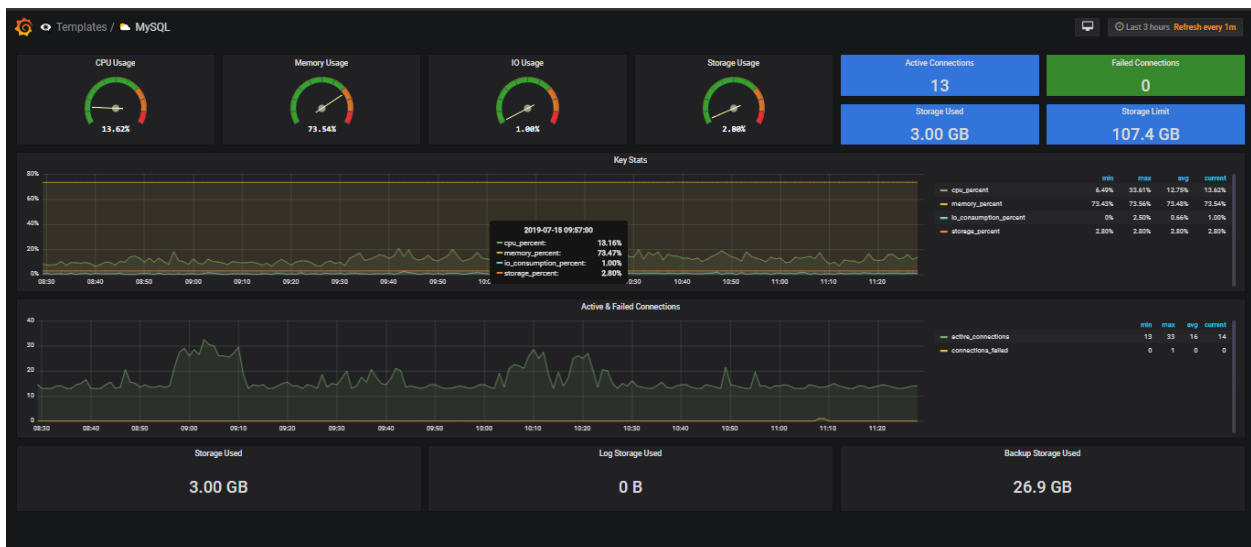 Templates / MySQL
Last 3 hours Refresh every 1m
CPU Usage
13.62%
Memory Usage
73.54%
IO Usage
1.00%
Storage Usage
2.80%
Active Connections
13
Failed Connections
0
Storage Used
3.00 GB
Storage Limit
107.4 GB
Key Stats
80%
60%
40%
20%
0%
08:30 08:40 08:50 09:00 09:10 09:20 09:30 09:40 09:50 10:30 10:40 10:50 11:00 11:10 11:20
2019-07-15 09:57:00
cpu_percent: 13.16%
memory_percent: 73.47%
io_consumption_percent: 1.00%
storage_percent: 2.80%
min max avg current
cpu_percent 6.49% 33.61% 12.75% 13.62%
memory_percent 73.43% 73.56% 73.48% 73.54%
io_consumption_percent 0% 2.50% 0.66% 1.00%
storage_percent 2.80% 2.80% 2.80% 2.80%
Active & Failed Connections
40
30
20
10
0
08:30 08:40 08:50 09:00 09:10 09:20 09:30 09:40 09:50 10:00 10:10 10:20 10:30 10:40 10:50 11:00 11:10 11:20
min max avg current
active_connections 13 33 16 14
connections_failed 0 1 0 0
Storage Used
3.00 GB
Log Storage Used
0 B
Backup Storage Used
26.9 GB